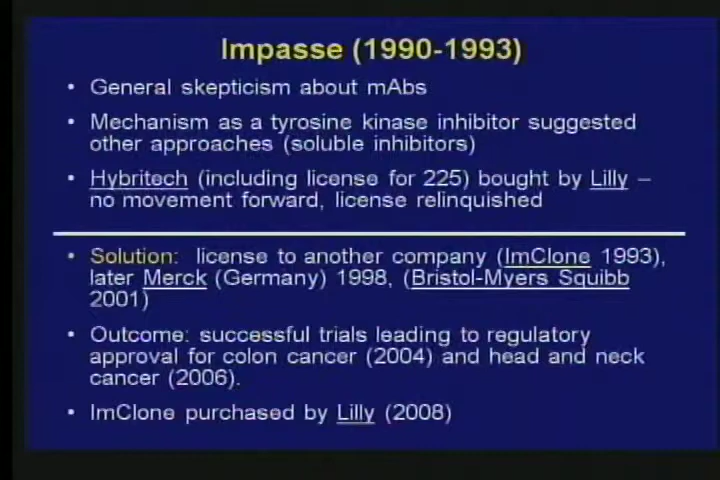 Impasse (1990-1993)
• General skepticism about mAbs
• Mechanism as a tyrosine kinase inhibitor suggested
other approaches (soluble inhibitors)
• Hybritech (including license for 225) bought by Lilly –
no movement forward, license relinquished
• Solution: license to another company (ImClone 1993),
later Merck (Germany) 1998, (Bristol-Myers Squibb
2001)
• Outcome: successful trials leading to regulatory
approval for colon cancer (2004) and head and neck
cancer (2006).
• ImClone purchased by Lilly (2008)